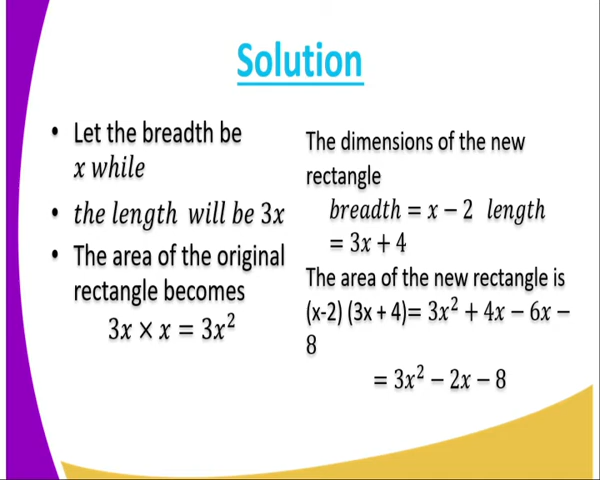 Solution
• Let the breadth be
x while
• the length will be 3x
• The area of the original
rectangle becomes
3x × x = 3x²
The dimensions of the new
rectangle
breadth = x − 2 length
= 3x + 4
The area of the new rectangle is
(x-2) (3x + 4)= 3x² + 4x − 6x −
8
= 3x² − 2x − 8